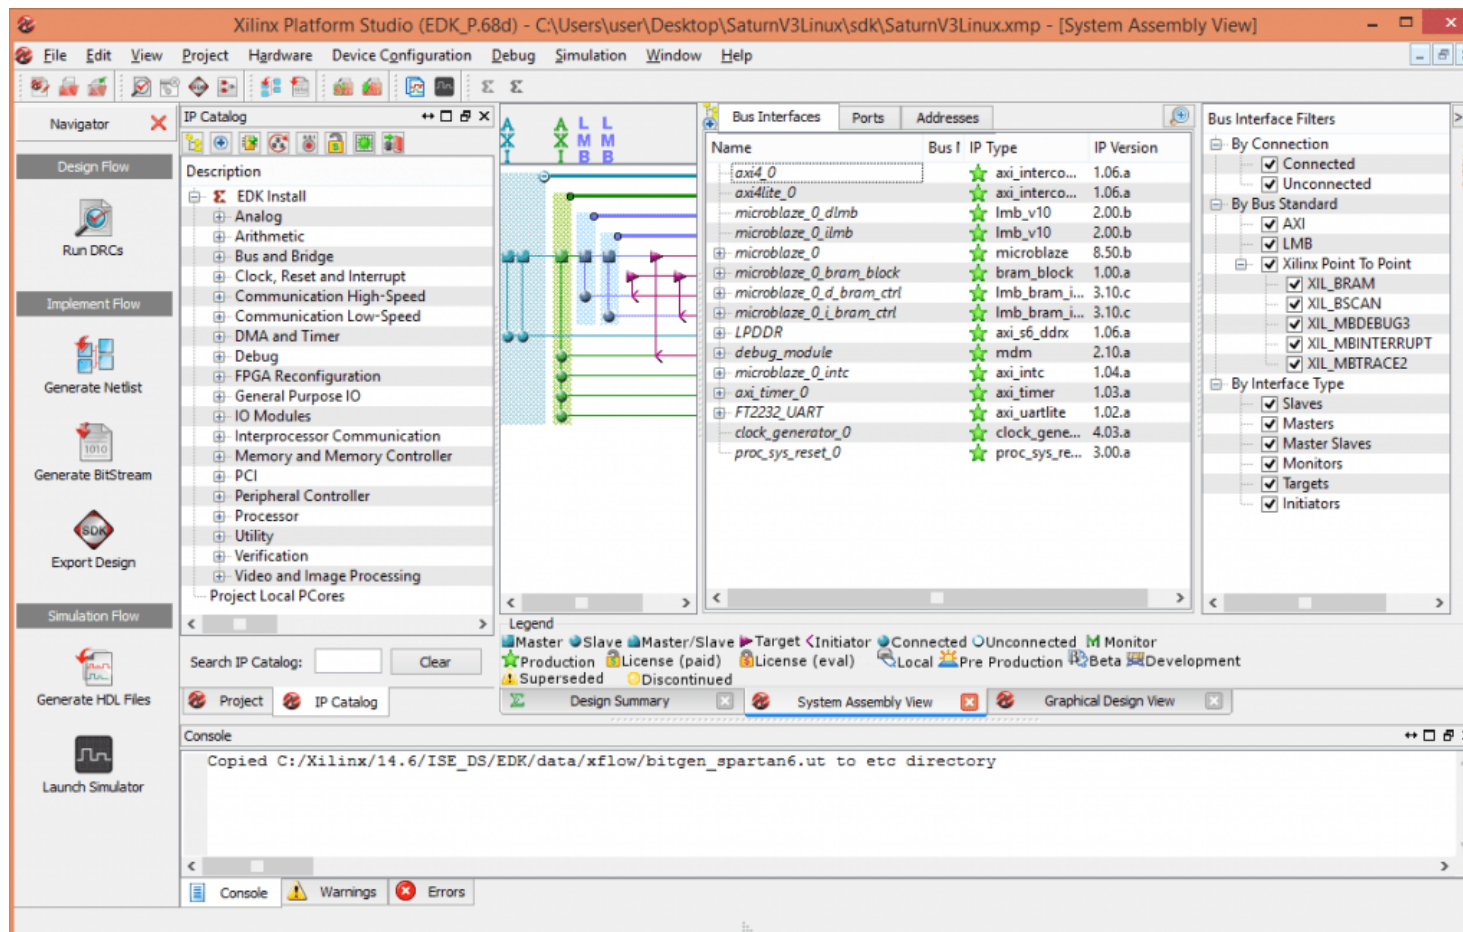 Xilinx Platform Studio (EDK_P.68d) - C:\Users\user\Desktop\SaturnV3Linux\sdk\SaturnV3Linux.xmp - [System Assembly View]
File Edit View Project Hardware Device Configuration Debug Simulation Window Help
Navigator
Design Flow
Run DRCs
Implement Flow
Generate Netlist
1010
Generate BitStream
SDK
Export Design
Simulation Flow
Generate HDL Files
Launch Simulator
IP Catalog
Description
EDK Install
Analog
Arithmetic
Bus and Bridge
Clock, Reset and Interrupt
Communication High-Speed
Communication Low-Speed
DMA and Timer
Debug
FPGA Reconfiguration
General Purpose IO
IO Modules
Interprocessor Communication
Memory and Memory Controller
PCI
Peripheral Controller
Processor
Utility
Verification
Video and Image Processing
Project Local PCores
Search IP Catalog: Clear
Project IP Catalog
AXI AXI LMB LMB
Bus Interfaces Ports Addresses
Name Bus IP Type IP Version
axi4_0 axi_interco... 1.06.a
axi4lite_0 axi_interco... 1.06.a
microblaze_0_dlmb lmb_v10 2.00.b
microblaze_0_ilmb lmb_v10 2.00.b
microblaze_0 microblaze 8.50.b
microblaze_0_bram_block bram_block 1.00.a
microblaze_0_d_bram_ctrl lmb_bram_i... 3.10.c
microblaze_0_i_bram_ctrl lmb_bram_i... 3.10.c
LPDDR axi_s6_ddrx 1.06.a
debug_module mdm 2.10.a
microblaze_0_intc axi_intc 1.04.a
axi_timer_0 axi_timer 1.03.a
FT2232_UART axi_uartlite 1.02.a
clock_generator_0 clock_gene... 4.03.a
proc_sys_reset_0 proc_sys_re... 3.00.a
Bus Interface Filters
By Connection
Connected
Unconnected
By Bus Standard
AXI
LMB
Xilinx Point To Point
XIL_BRAM
XIL_BSCAN
XIL_MBDEBUG3
XIL_MBINTERRUPT
XIL_MBTRACE2
By Interface Type
Slaves
Masters
Master Slaves
Monitors
Targets
Initiators
Legend
Master Slave Master/Slave Target Initiator Connected Unconnected Monitor
Production License (paid) License (eval) Local Pre Production Beta Development
Superseded Discontinued
Design Summary System Assembly View Graphical Design View
Console
Copied C:/Xilinx/14.6/ISE_DS/EDK/data/xflow/bitgen_spartan6.ut to etc directory
Console Warnings Errors